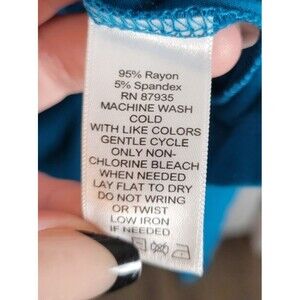 95% Rayon
5% Spandex
RN 87935
MACHINE WASH
COLD
WITH LIKE COLORS
GENTLE CYCLE
ONLY NON-
CHLORINE BLEACH
WHEN NEEDED
LAY FLAT TO DRY
DO NOT WRING
OR TWIST
LOW IRON
IF NEEDED